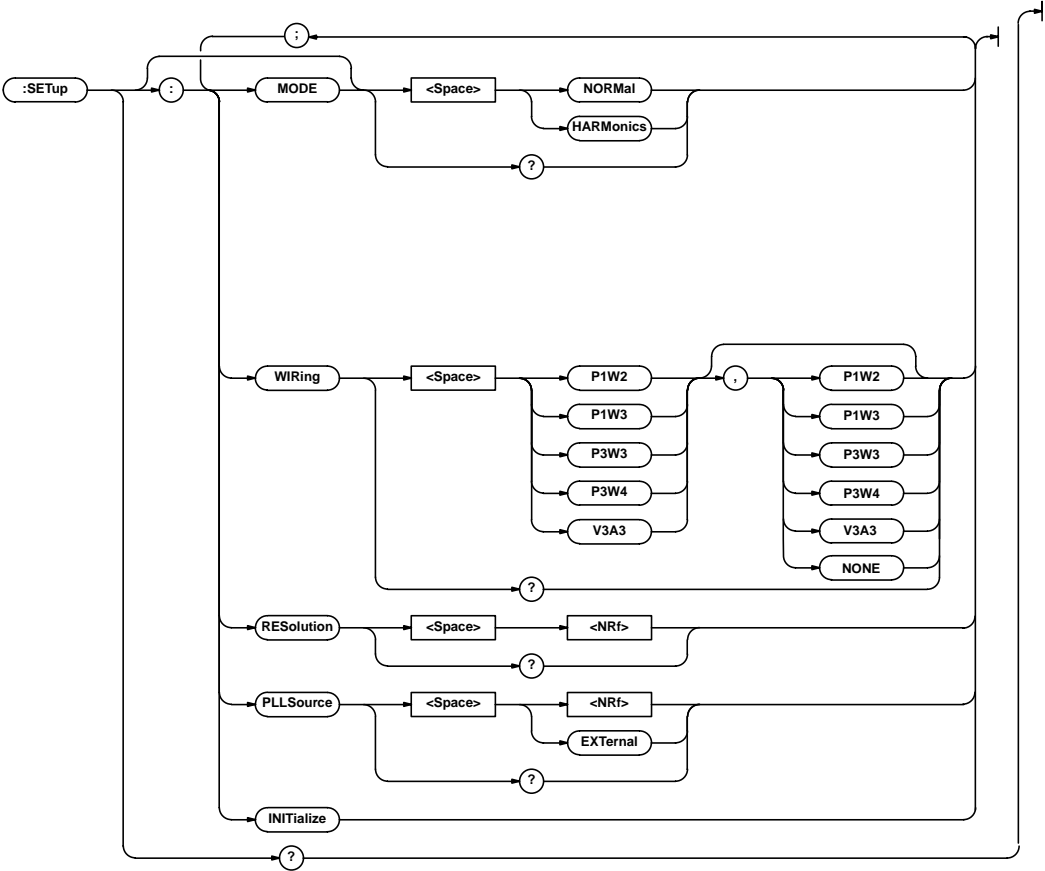 ;
:SETup : MODE <Space> NORMal
HARMonics
?
WIRing <Space> P1W2 , P1W2
P1W3 P1W3
P3W3 P3W3
P3W4 P3W4
V3A3 V3A3
NONE
?
RESolution <Space> <NRf>
?
PLLSource <Space> <NRf>
EXTernal
?
INITialize
?